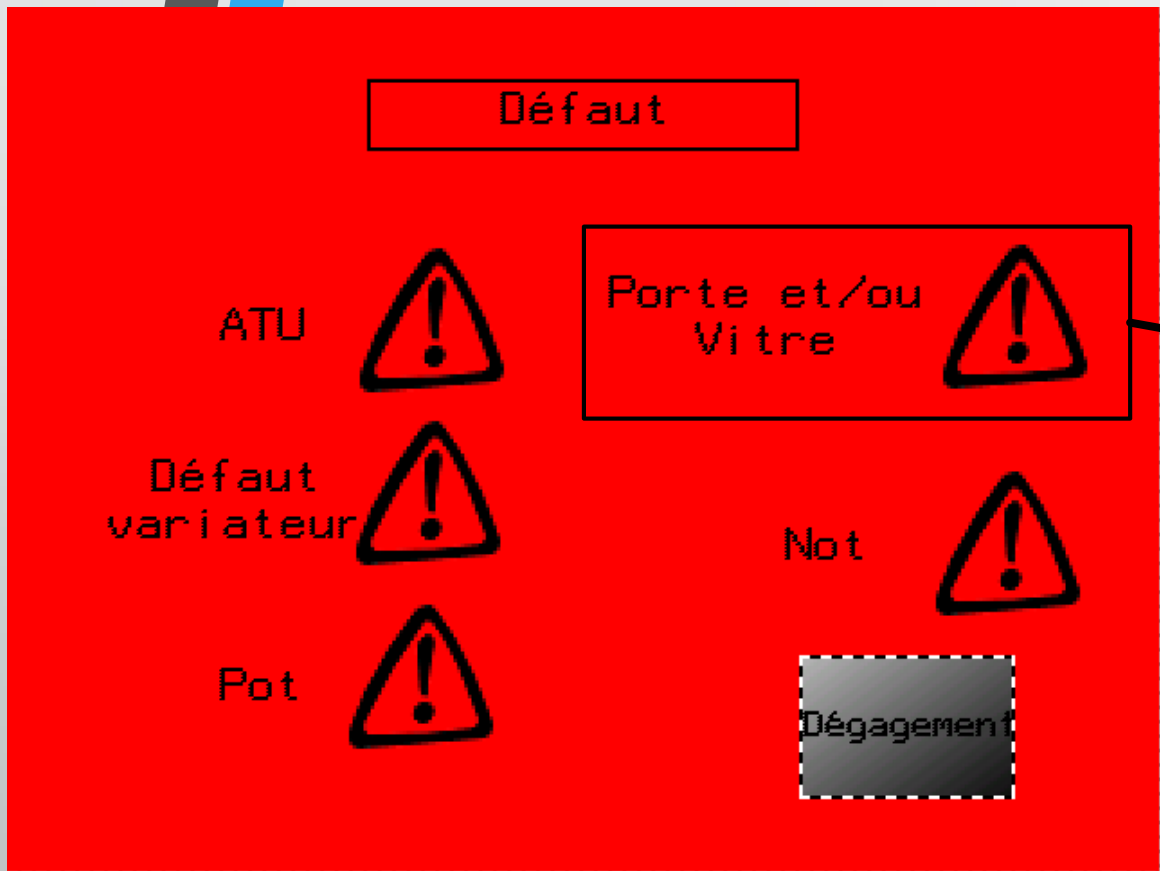 Défaut
ATU
Porte et/ou
Vitre
Défaut
variateur
Not
Pot
Dégagement